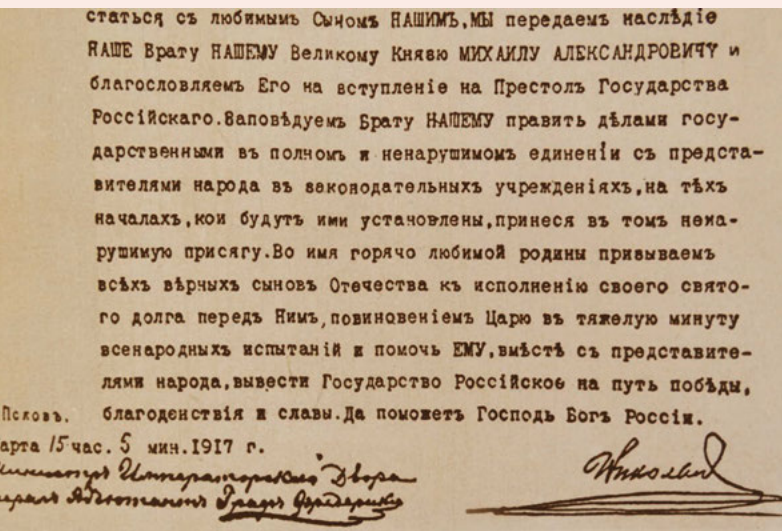 статься съ любимымъ Сыномъ НАШИМЪ,МЫ передаемъ наслѣдіе
НАШЕ Брату НАШЕМУ Великому Князю МИХАИЛУ АЛЕКСАНДРОВИЧУ и
благословляемъ Его на вступленіе на Престолъ Государства
Россійскаго.Заповѣдуемъ Брату НАШЕМУ править дѣлами госу-
дарственными въ полномъ и ненарушимомъ единеніи съ предста-
вителями народа въ законодательныхъ учрежденіяхъ,на тѣхъ
началахъ,кои будутъ ими установлены,принеся въ томъ нена-
рушимую присягу.Во имя горячо любимой родины призываемъ
всѣхъ вѣрныхъ сыновъ Отечества къ исполненію своего свято-
го долга передъ Нимъ,повиновеніемъ Царю въ тяжелую минуту
всенародныхъ испытаній и помочь ЕМУ,вмѣстѣ съ представите-
лями народа,вывести Государство Россійское на путь побѣды,
Псковъ. благоденствія и славы.Да поможетъ Господь Богъ Россіи.
арта 15 час. 5 мин.1917 г.
Министръ Императорскаго Двора
Николай
ералъ Адъютантъ Графъ Фредериксъ